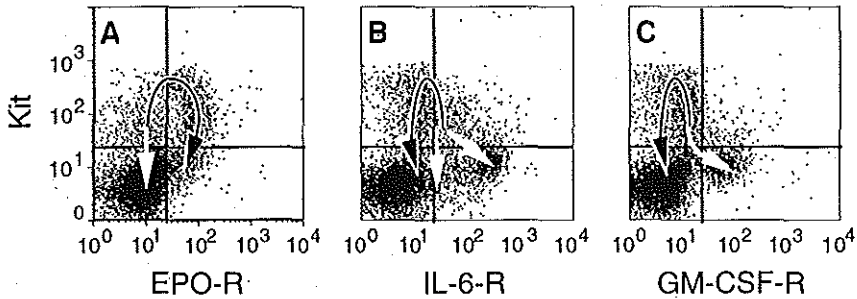 A
B
C
Kit
10³
10²
10¹
0
10⁰ 10¹ 10² 10³ 10⁴
10⁰ 10¹ 10² 10³ 10⁴
10⁰ 10¹ 10² 10³ 10⁴
EPO-R
IL-6-R
GM-CSF-R